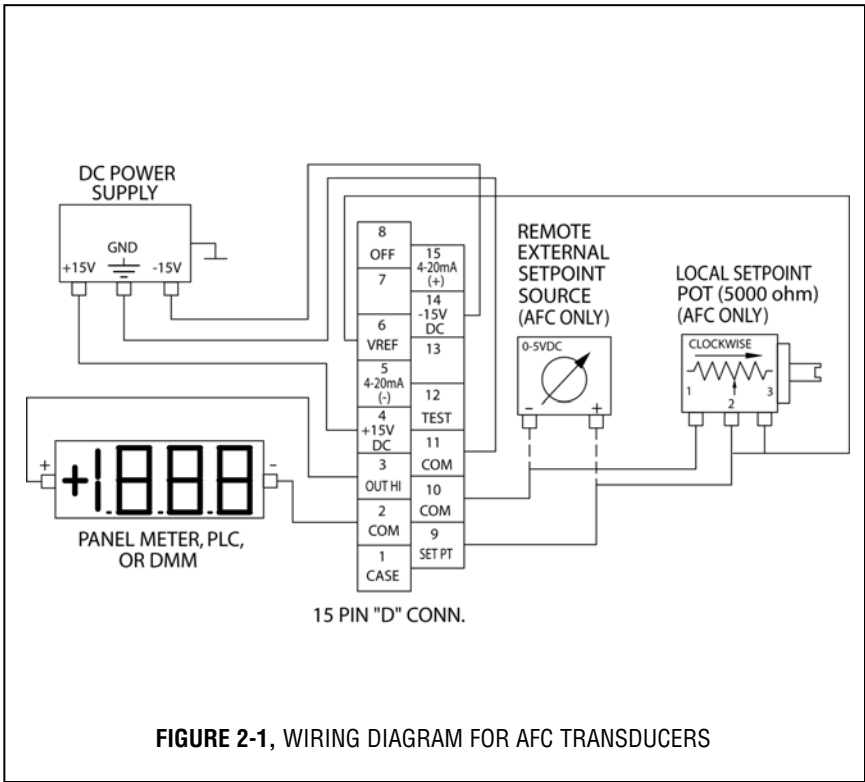 DC POWER
SUPPLY
GND
+15V
-15V
8
OFF
7
6
VREF
5
4-20mA
(-)
4
+15V
DC
3
OUT HI
2
COM
1
CASE
15
4-20mA
(+)
14
-15V
DC
13
12
TEST
11
COM
10
COM
9
SET PT
15 PIN "D" CONN.
REMOTE
EXTERNAL
SETPOINT
SOURCE
(AFC ONLY)
0-5VDC
-
+
LOCAL SETPOINT
POT (5000 ohm)
(AFC ONLY)
CLOCKWISE
1
2
3
+
+1.8.8.8
-
PANEL METER, PLC,
OR DMM
FIGURE 2-1, WIRING DIAGRAM FOR AFC TRANSDUCERS